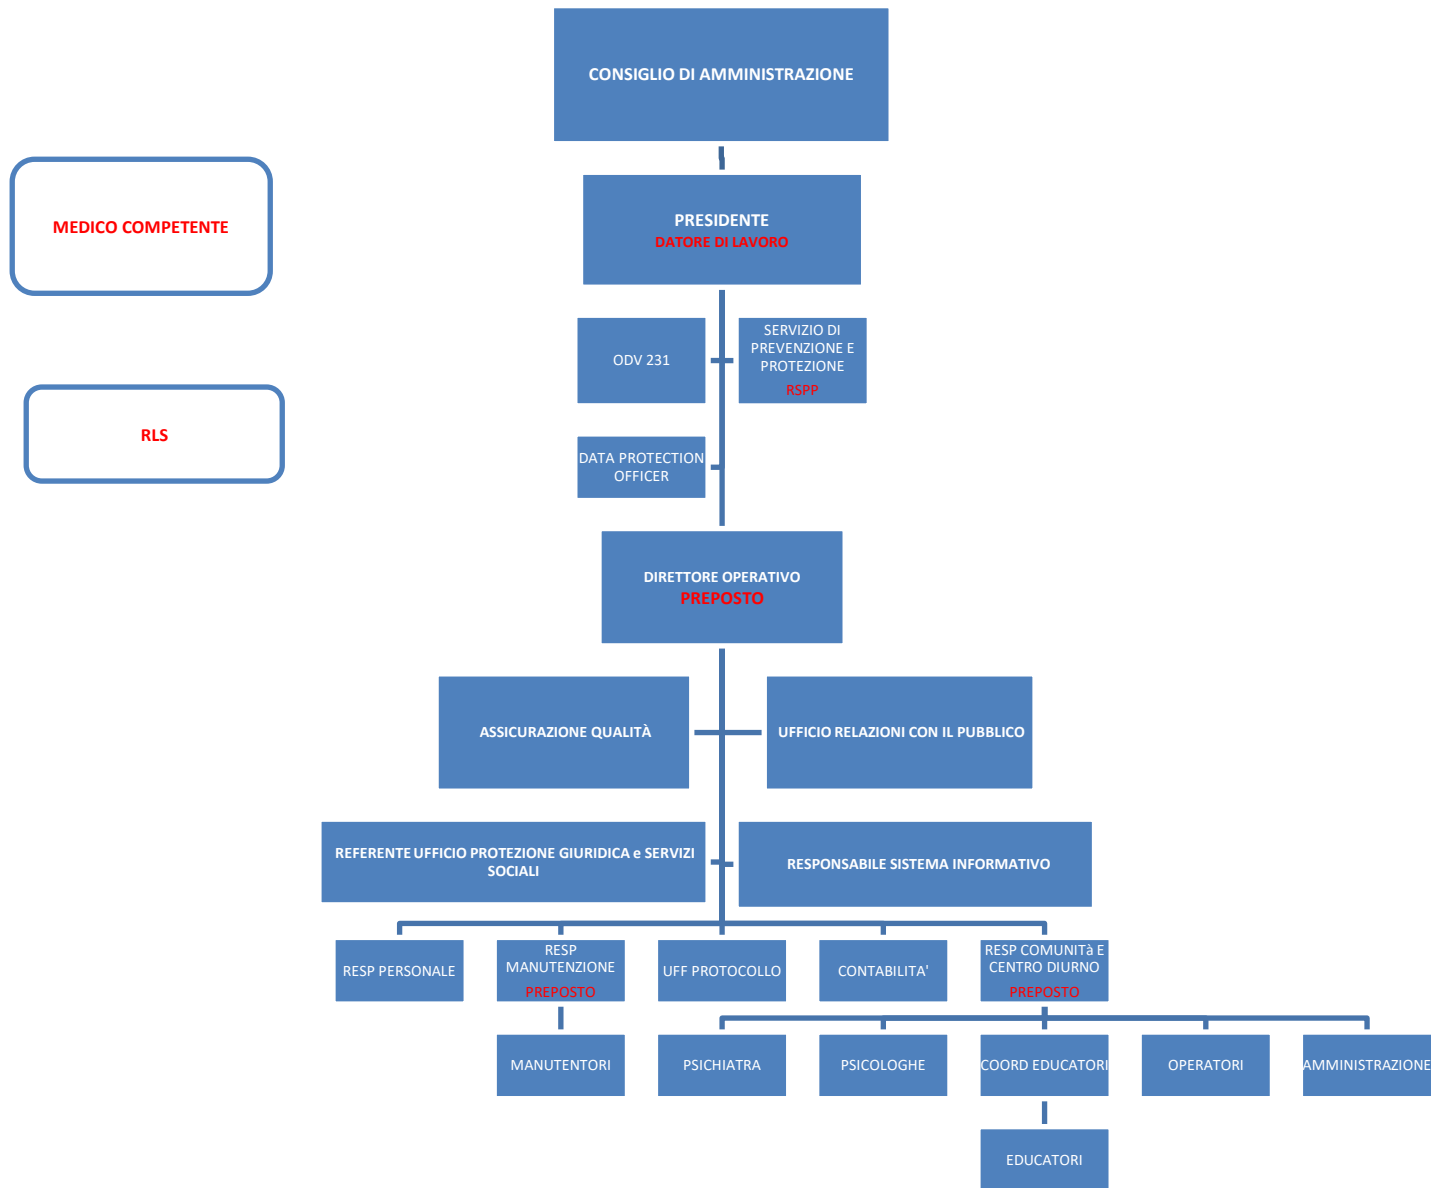 CONSIGLIO DI AMMINISTRAZIONE
MEDICO COMPETENTE
PRESIDENTE
DATORE DI LAVORO
ODV 231
SERVIZIO DI
PREVENZIONE E
PROTEZIONE
RSPP
RLS
DATA PROTECTION
OFFICER
DIRETTORE OPERATIVO
PREPOSTO
ASSICURAZIONE QUALITÀ
UFFICIO RELAZIONI CON IL PUBBLICO
REFERENTE UFFICIO PROTEZIONE GIURIDICA e SERVIZI
SOCIALI
RESPONSABILE SISTEMA INFORMATIVO
RESP PERSONALE
RESP
MANUTENZIONE
PREPOSTO
UFF PROTOCOLLO
CONTABILITA'
RESP COMUNITà E
CENTRO DIURNO
PREPOSTO
MANUTENTORI
PSICHIATRA
PSICOLOGHE
COORD EDUCATORI
OPERATORI
AMMINISTRAZIONE
EDUCATORI